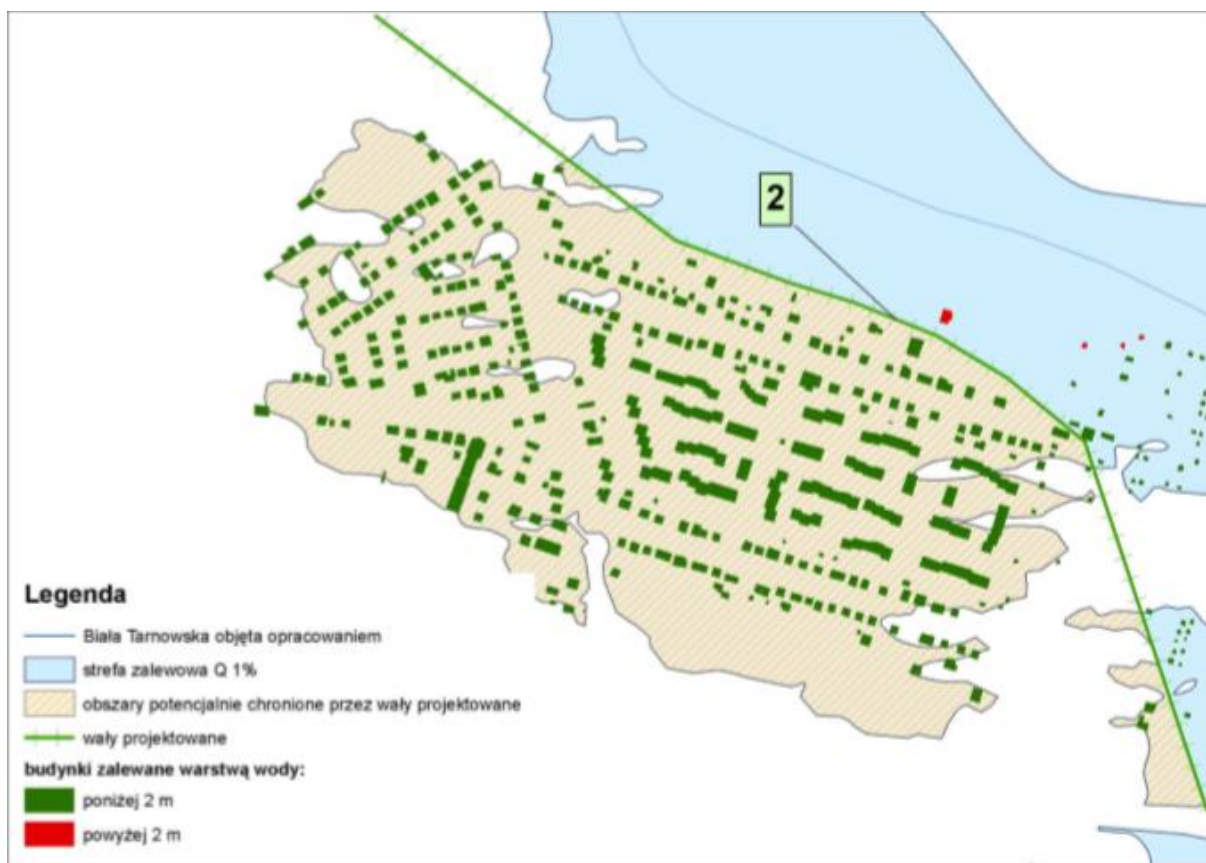 2
Legenda
Biała Tarnowska objęta opracowaniem
strefa zalewowa Q 1%
obszary potencjalnie chronione przez wały projektowane
wały projektowane
budynki zalewane warstwą wody:
poniżej 2 m
powyżej 2 m